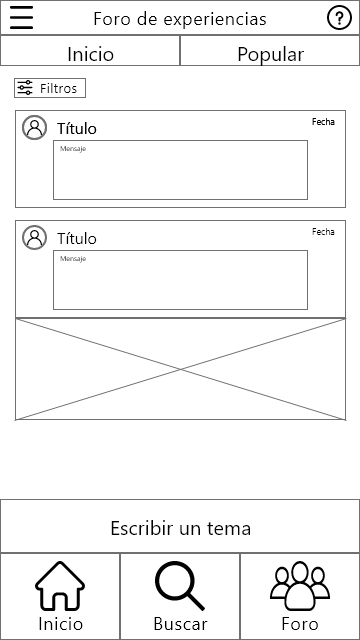 Foro de experiencias
Inicio
Popular
Filtros
Título
Fecha
Mensaje
Título
Fecha
Mensaje
Escribir un tema
Inicio
Buscar
Foro